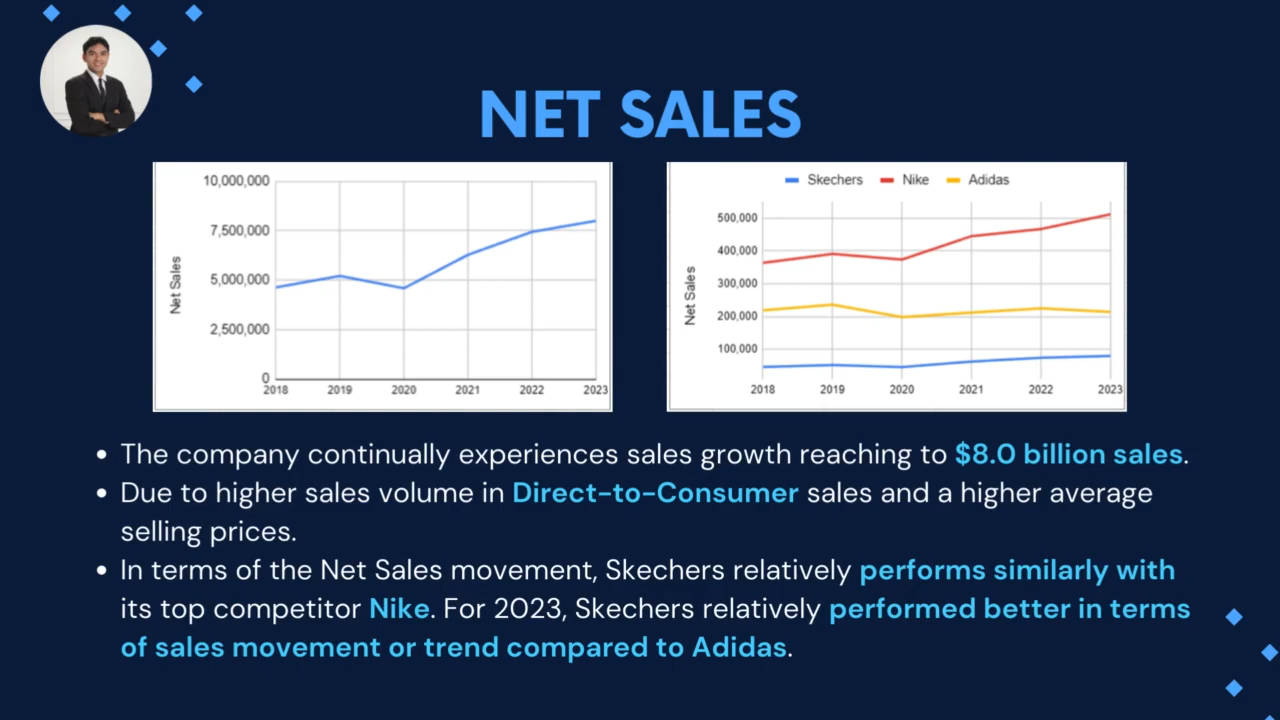 NET SALES
10,000,000
7,500,000
5,000,000
2,500,000
0
Net Sales
2018 2019 2020 2021 2022 2023
Skechers Nike Adidas
500,000
400,000
300,000
200,000
100,000
Net Sales
2018 2019 2020 2021 2022 2023
• The company continually experiences sales growth reaching to $8.0 billion sales.
• Due to higher sales volume in Direct-to-Consumer sales and a higher average
selling prices.
• In terms of the Net Sales movement, Skechers relatively performs similarly with
its top competitor Nike. For 2023, Skechers relatively performed better in terms
of sales movement or trend compared to Adidas.